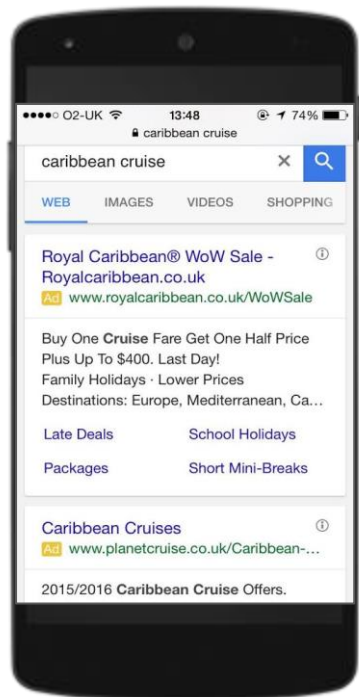 O2-UK 13:48 74%
caribbean cruise
caribbean cruise ×
WEB IMAGES VIDEOS SHOPPING
Royal Caribbean® WoW Sale -
Royalcaribbean.co.uk
Ad www.royalcaribbean.co.uk/WoWSale
Buy One Cruise Fare Get One Half Price
Plus Up To $400. Last Day!
Family Holidays · Lower Prices
Destinations: Europe, Mediterranean, Ca...
Late Deals School Holidays
Packages Short Mini-Breaks
Caribbean Cruises
Ad www.planetcruise.co.uk/Caribbean-...
2015/2016 Caribbean Cruise Offers.